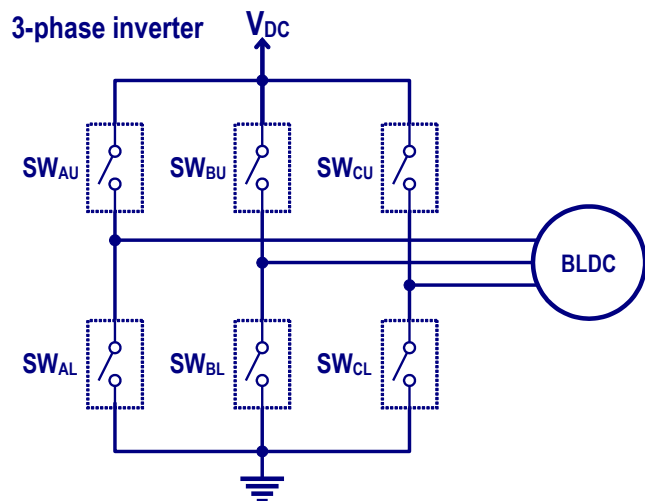 3-phase inverter
VDC
SWAU
SWBU
SWCU
BLDC
SWAL
SWBL
SWCL